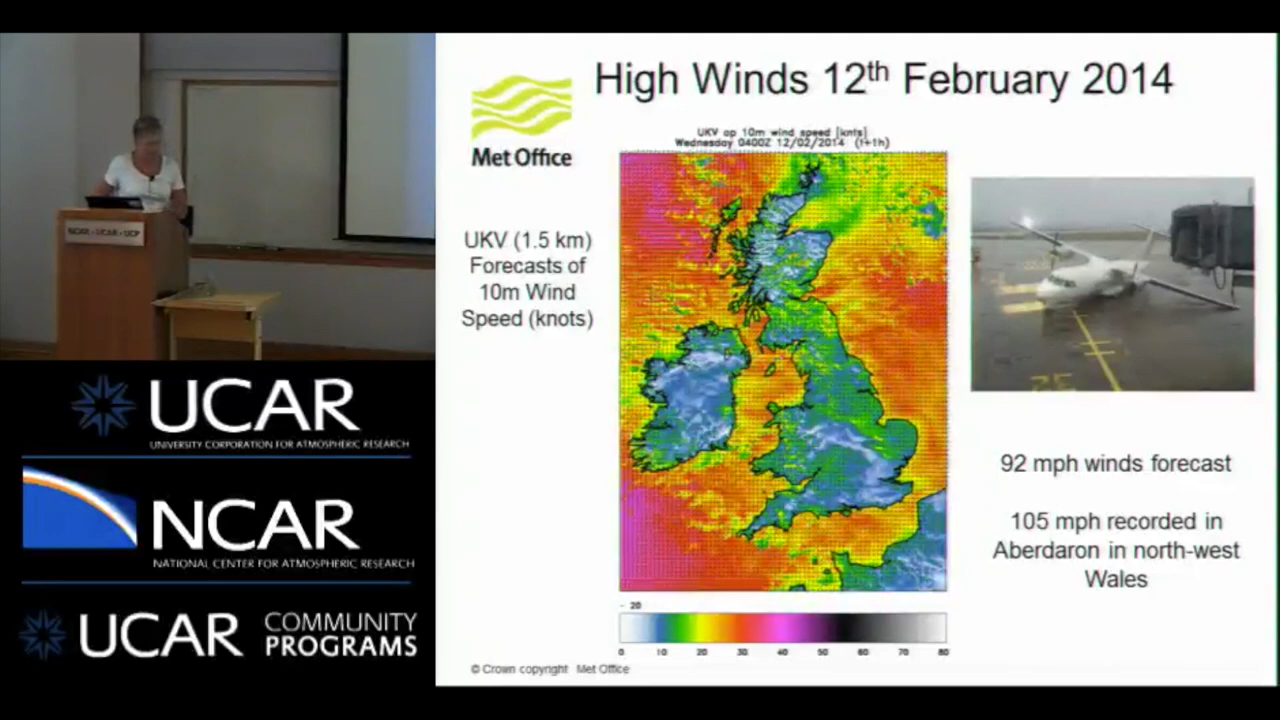 High Winds 12th February 2014
Met Office
UKV op 10m wind speed [knts]
Wednesday 0400Z 12/02/2014 (t+1h)
UKV (1.5 km)
Forecasts of
10m Wind
Speed (knots)
92 mph winds forecast
105 mph recorded in
Aberdaron in north-west
Wales
20
0 10 20 30 40 50 60 70 80
© Crown copyright Met Office
NCAR • UCAR • UCP
UCAR
UNIVERSITY CORPORATION FOR ATMOSPHERIC RESEARCH
NCAR
NATIONAL CENTER FOR ATMOSPHERIC RESEARCH
UCAR COMMUNITY PROGRAMS